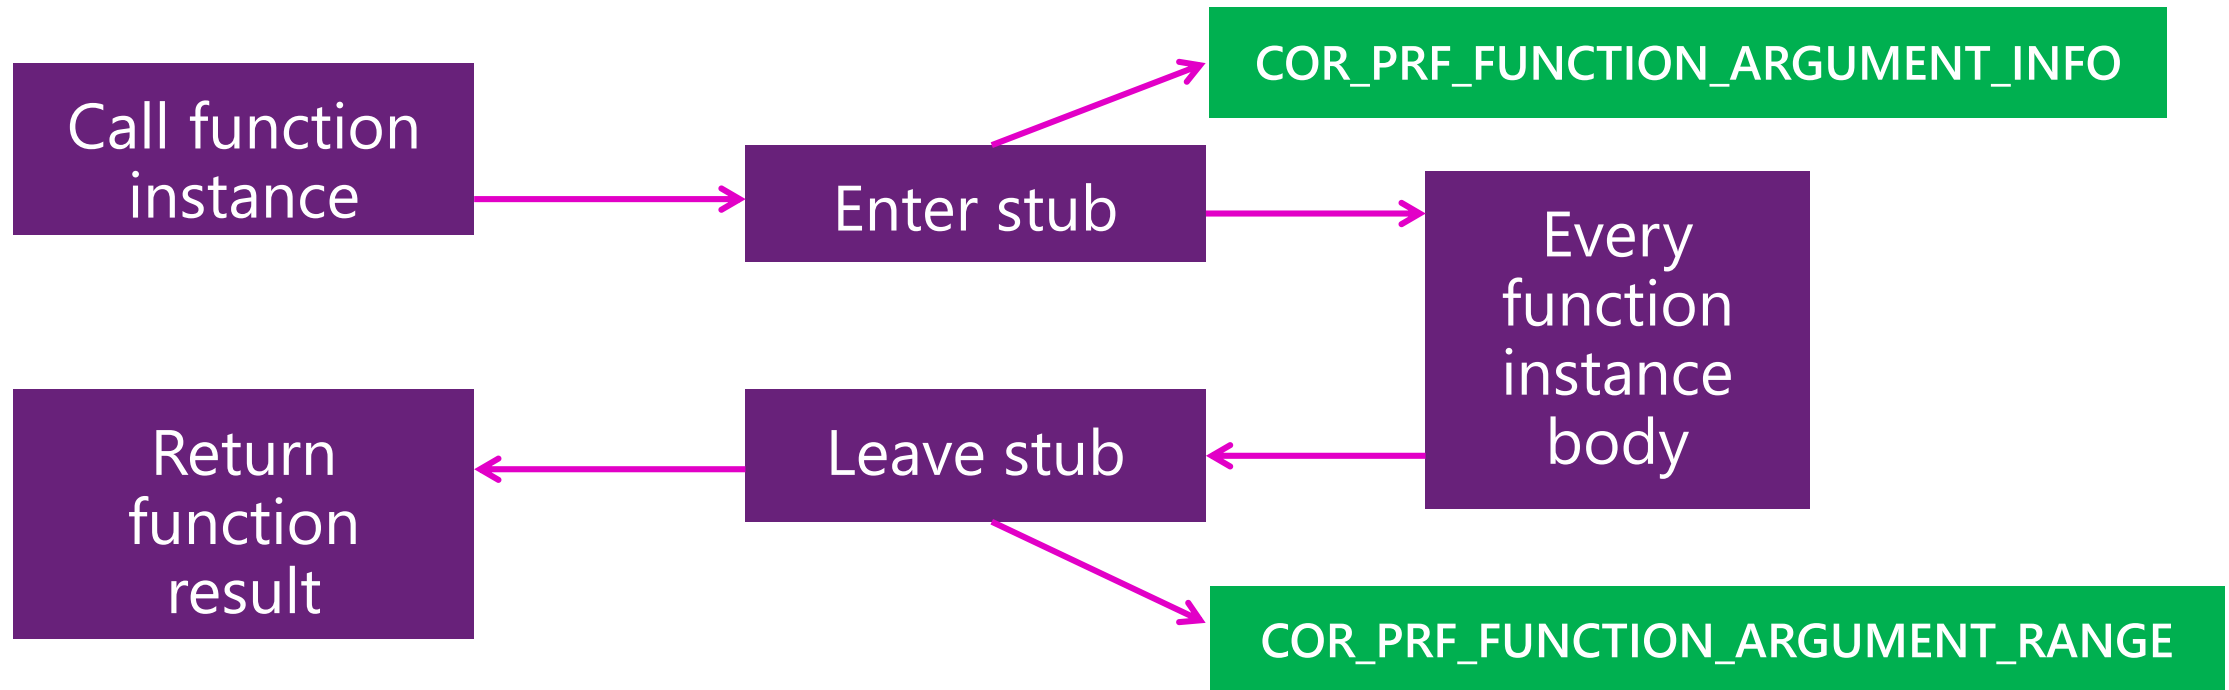 COR_PRF_FUNCTION_ARGUMENT_INFO
Call function
instance
Enter stub
Every
function
instance
body
Leave stub
Return
function
result
COR_PRF_FUNCTION_ARGUMENT_RANGE